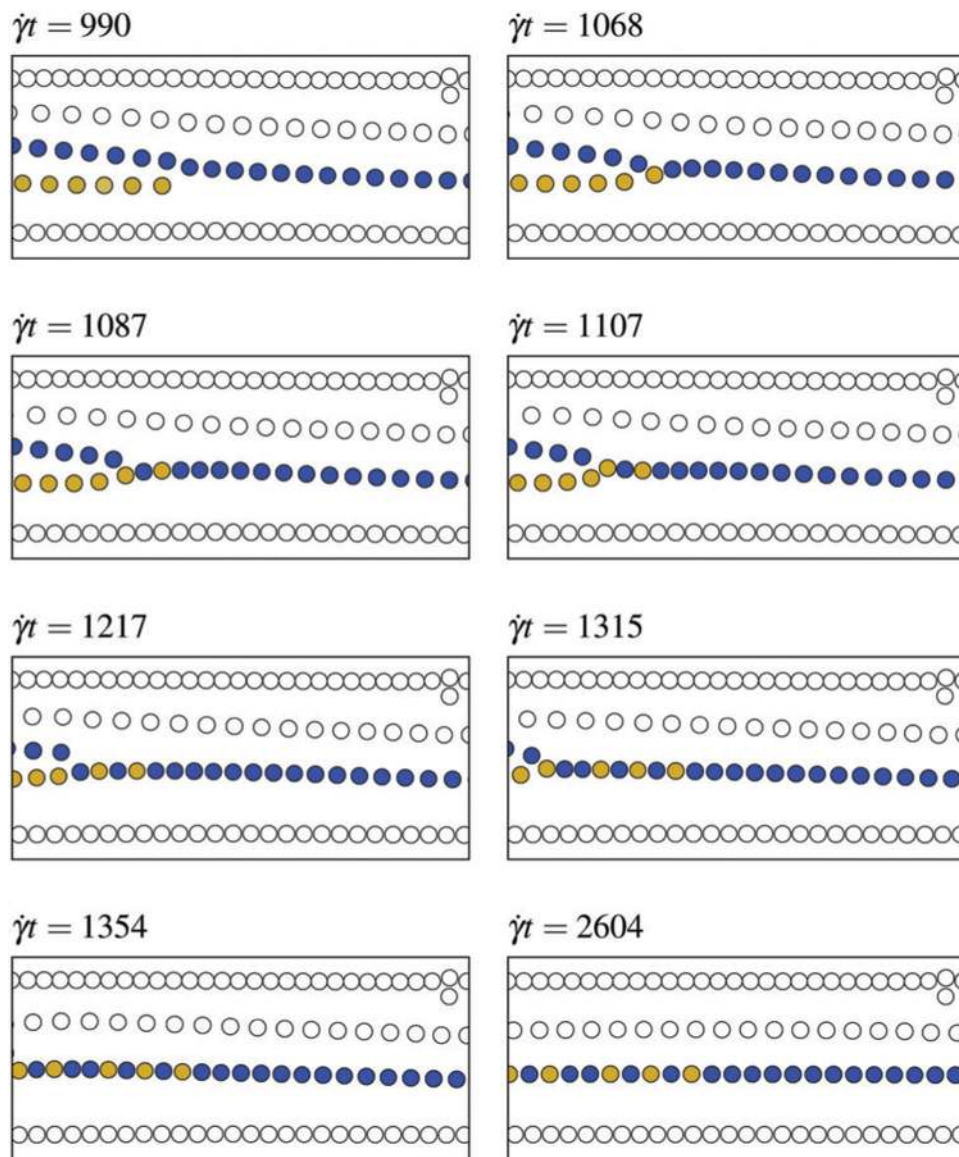 γ̇t = 990
γ̇t = 1068
γ̇t = 1087
γ̇t = 1107
γ̇t = 1217
γ̇t = 1315
γ̇t = 1354
γ̇t = 2604